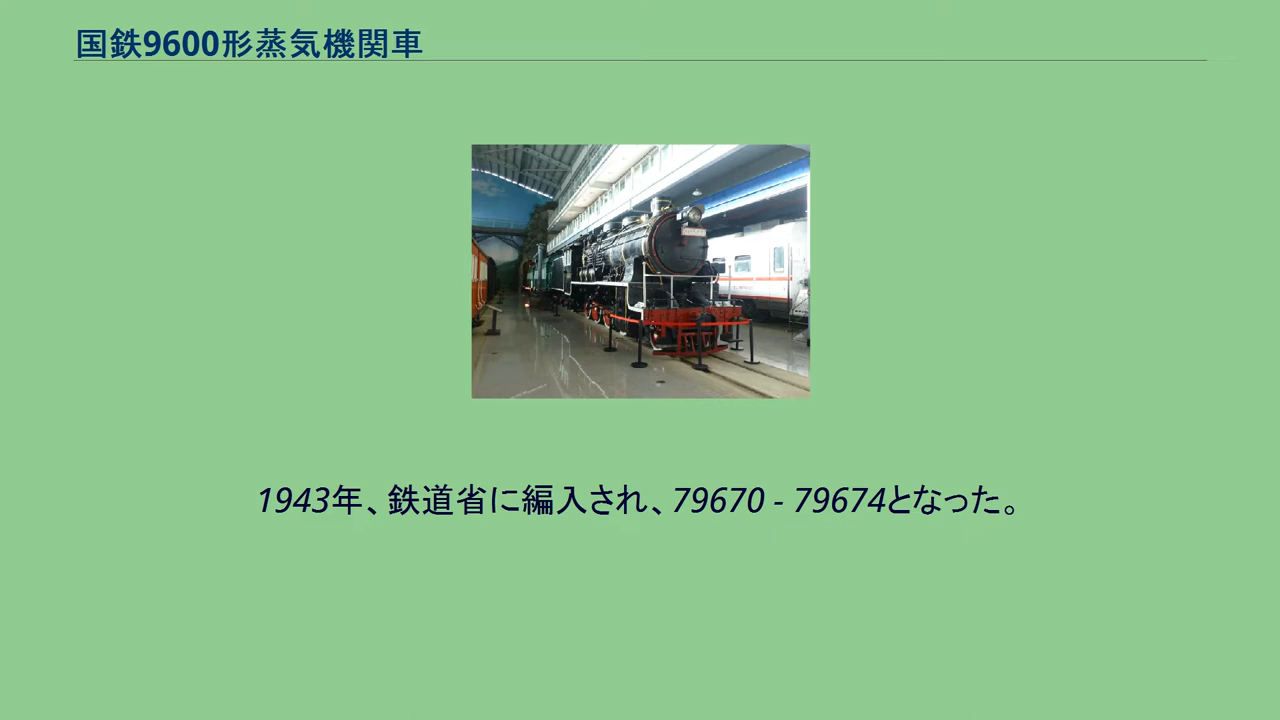 国鉄9600形蒸気機関車
1943年、鉄道省に編入され、79670 - 79674となった。